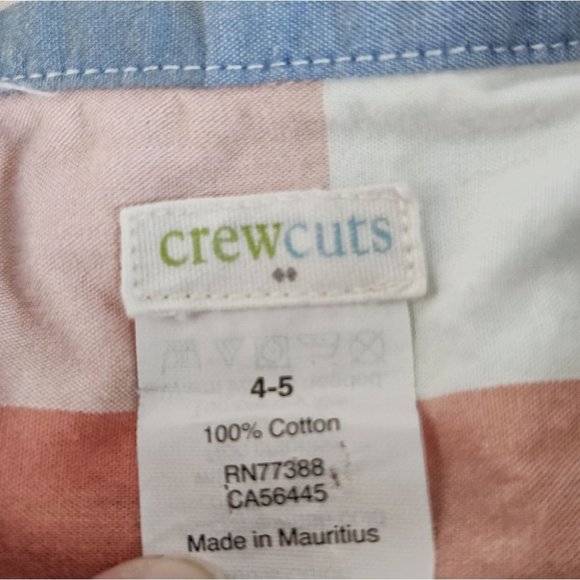 crewcuts
4-5
100% Cotton
RN77388
CA56445
Made in Mauritius